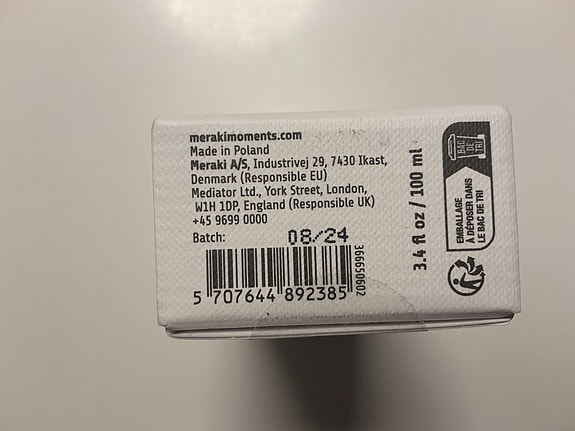 merakimoments.com
Made in Poland
Meraki A/S, Industrivej 29, 7430 Ikast,
Denmark (Responsible EU)
Mediator Ltd., York Street, London,
W1H 1DP, England (Responsible UK)
+45 9699 0000
Batch: 08/24
5 707644 892385
366650602
3.4 fl oz / 100 ml
BAC
DE
TRI
EMBALLAGE
À DÉPOSER DANS
LE BAC DE TRI